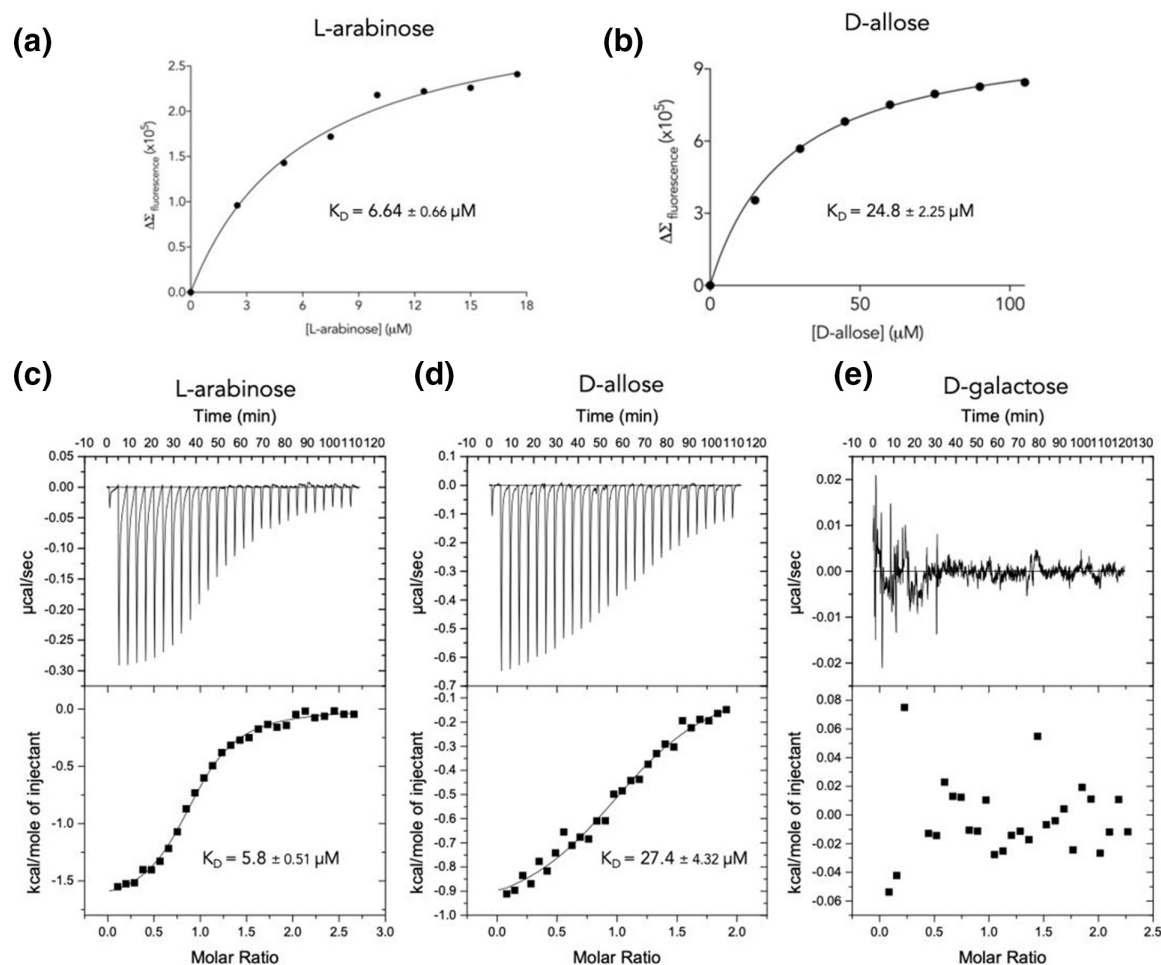 (a)
L-arabinose
2.5
2.0
1.5
1.0
0.5
0.0
ΔΣ fluorescence (x10⁵)
K_D = 6.64 ± 0.66 µM
0 3 6 9 12 15 18
[L-arabinose] (µM)
(b)
D-allose
9
6
3
0
ΔΣ fluorescence (x10⁵)
K_D = 24.8 ± 2.25 µM
0 50 100
[D-allose] (µM)
(c)
L-arabinose
Time (min)
-10 0 10 20 30 40 50 60 70 80 90 100 110 120
0.05
0.00
-0.05
-0.10
-0.15
-0.20
-0.25
-0.30
µcal/sec
0.0
-0.5
-1.0
-1.5
kcal/mole of injectant
K_D = 5.8 ± 0.51 µM
0.0 0.5 1.0 1.5 2.0 2.5 3.0
Molar Ratio
(d)
D-allose
Time (min)
-10 0 10 20 30 40 50 60 70 80 90 100 110 120
0.1
0.0
-0.1
-0.2
-0.3
-0.4
-0.5
-0.6
-0.7
µcal/sec
-0.1
-0.2
-0.3
-0.4
-0.5
-0.6
-0.7
-0.8
-0.9
-1.0
kcal/mole of injectant
K_D = 27.4 ± 4.32 µM
0.0 0.5 1.0 1.5 2.0
Molar Ratio
(e)
D-galactose
Time (min)
-10 0 10 20 30 40 50 60 70 80 90 100 110 120 130
0.02
0.01
0.00
-0.01
-0.02
µcal/sec
0.08
0.06
0.04
0.02
0.00
-0.02
-0.04
-0.06
kcal/mole of injectant
0.0 0.5 1.0 1.5 2.0 2.5
Molar Ratio